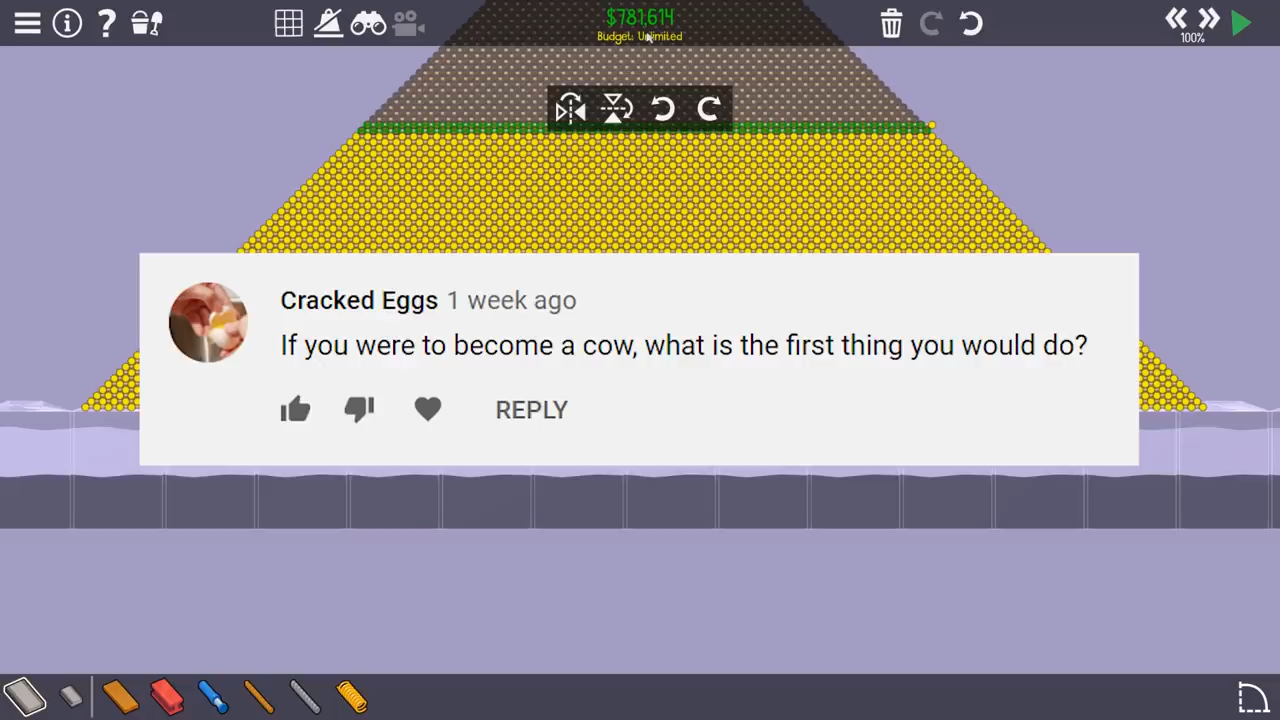 $781,614
Budget: Unlimited
100%
Cracked Eggs 1 week ago
If you were to become a cow, what is the first thing you would do?
REPLY